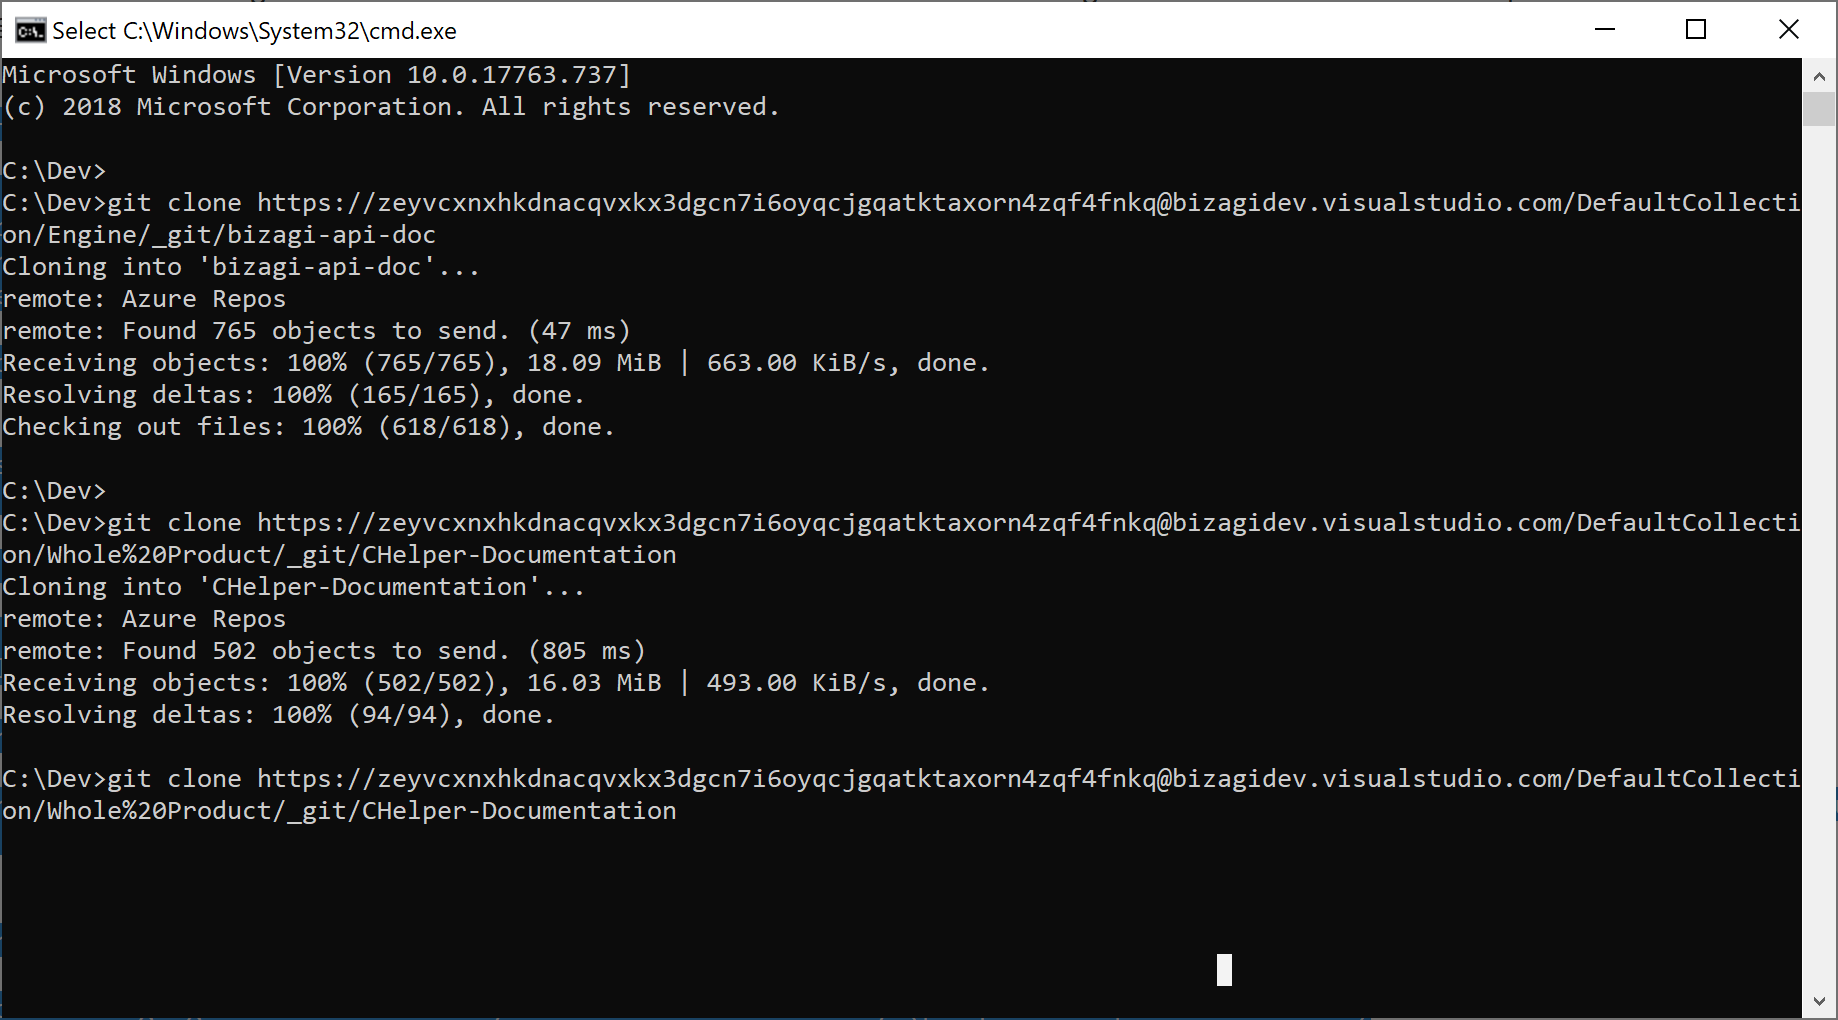 Select C:\Windows\System32\cmd.exe
Microsoft Windows [Version 10.0.17763.737]
(c) 2018 Microsoft Corporation. All rights reserved.
C:\Dev>
C:\Dev>git clone https://zeyvcxnxhkdnacqvxkx3dgcn7i6oyqcjgqatktaxorn4zqf4fnkq@bizagidev.visualstudio.com/DefaultCollecti
on/Engine/_git/bizagi-api-doc
Cloning into 'bizagi-api-doc'...
remote: Azure Repos
remote: Found 765 objects to send. (47 ms)
Receiving objects: 100% (765/765), 18.09 MiB | 663.00 KiB/s, done.
Resolving deltas: 100% (165/165), done.
Checking out files: 100% (618/618), done.
C:\Dev>
C:\Dev>git clone https://zeyvcxnxhkdnacqvxkx3dgcn7i6oyqcjgqatktaxorn4zqf4fnkq@bizagidev.visualstudio.com/DefaultCollecti
on/Whole%20Product/_git/CHelper-Documentation
Cloning into 'CHelper-Documentation'...
remote: Azure Repos
remote: Found 502 objects to send. (805 ms)
Receiving objects: 100% (502/502), 16.03 MiB | 493.00 KiB/s, done.
Resolving deltas: 100% (94/94), done.
C:\Dev>git clone https://zeyvcxnxhkdnacqvxkx3dgcn7i6oyqcjgqatktaxorn4zqf4fnkq@bizagidev.visualstudio.com/DefaultCollecti
on/Whole%20Product/_git/CHelper-Documentation